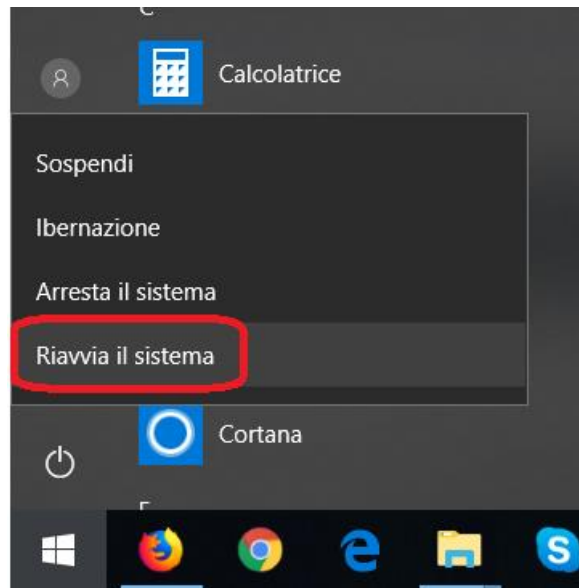 Calcolatrice
Sospendi
Ibernazione
Arresta il sistema
Riavvia il sistema
Cortana